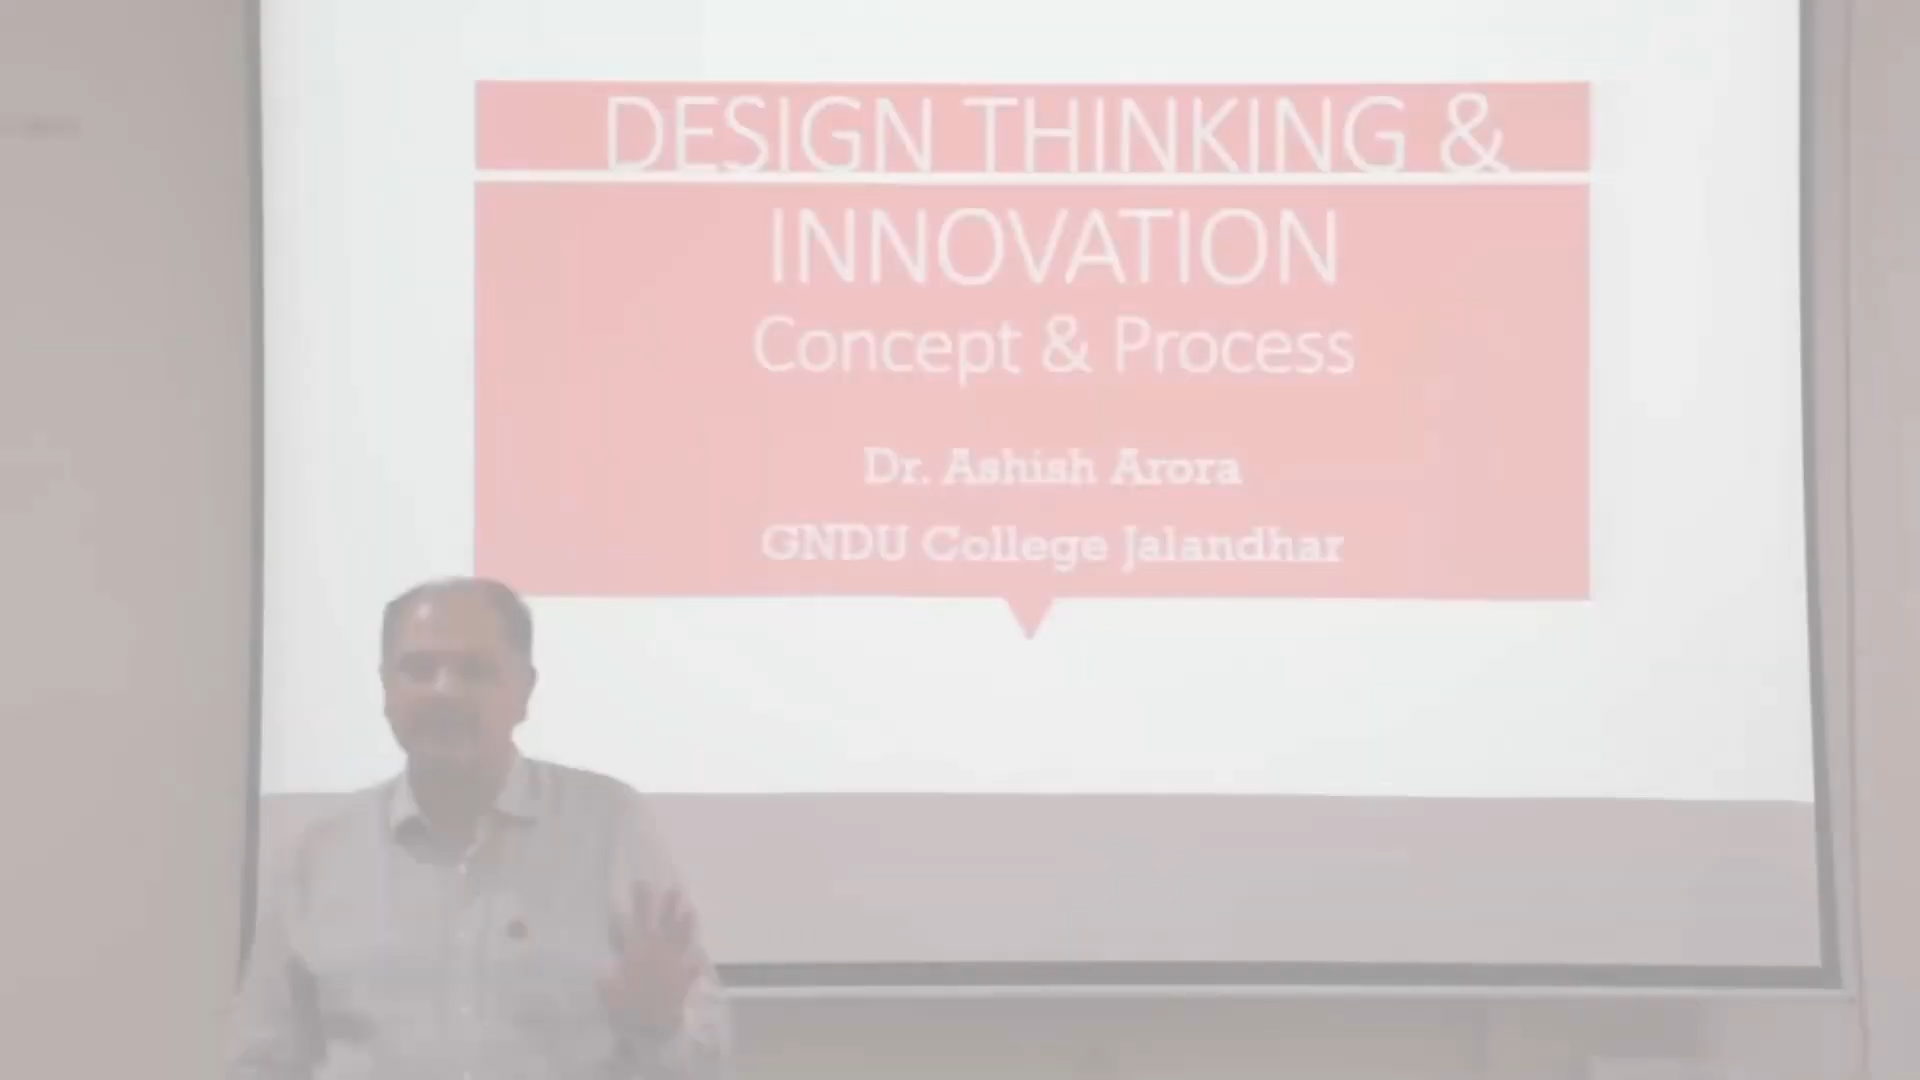 DESIGN THINKING &
INNOVATION
Concept & Process
Dr. Ashish Arora
GNDU College Jalandhar